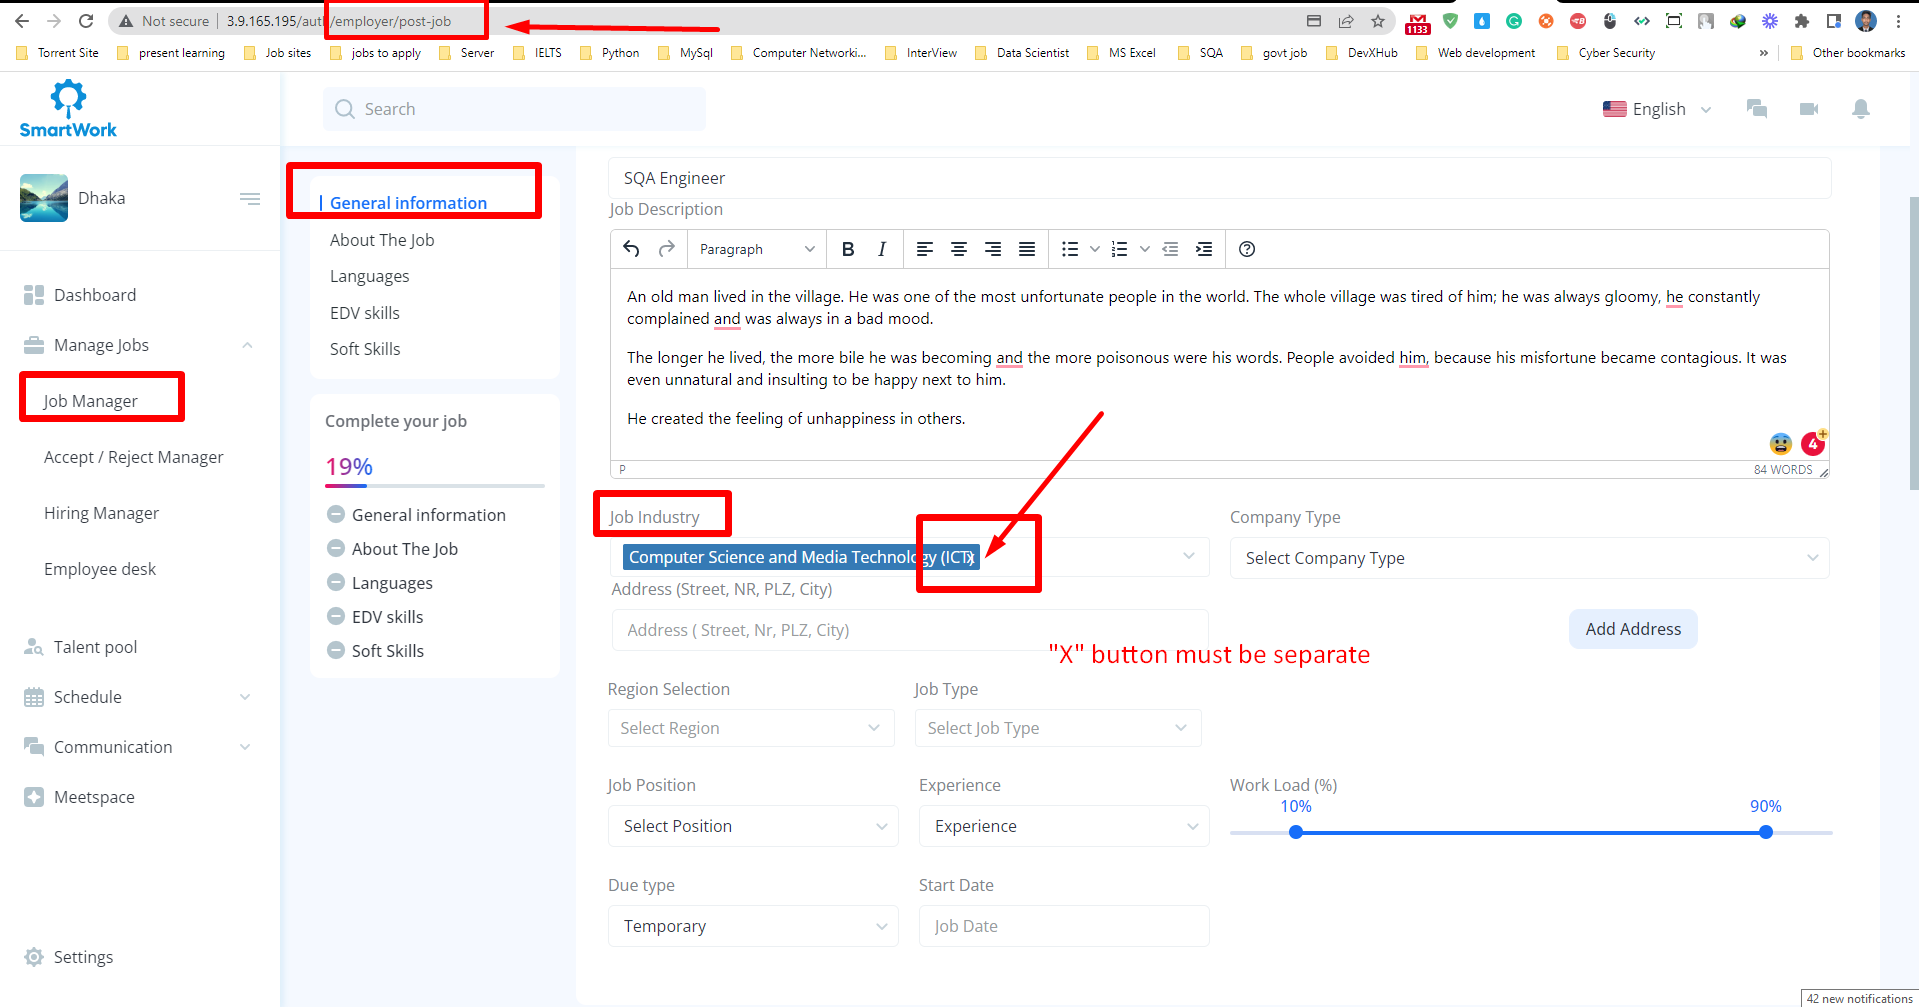 Not secure
3.9.165.195/auth/employer/post-job
1133
Torrent Site
present learning
Job sites
jobs to apply
Server
IELTS
Python
MySql
Computer Networki...
InterView
Data Scientist
MS Excel
SQA
govt job
DevXHub
Web development
Cyber Security
»
Other bookmarks
SmartWork
Search
English
Dhaka
Dashboard
Manage Jobs
Job Manager
Accept / Reject Manager
Hiring Manager
Employee desk
Talent pool
Schedule
Communication
Meetspace
Settings
General information
About The Job
Languages
EDV skills
Soft Skills
Complete your job
19%
General information
About The Job
Languages
EDV skills
Soft Skills
SQA Engineer
Job Description
Paragraph
B I
An old man lived in the village. He was one of the most unfortunate people in the world. The whole village was tired of him; he was always gloomy, he constantly
complained and was always in a bad mood.
The longer he lived, the more bile he was becoming and the more poisonous were his words. People avoided him, because his misfortune became contagious. It was
even unnatural and insulting to be happy next to him.
He created the feeling of unhappiness in others.
4
P
84 WORDS
Job Industry
Computer Science and Media Technology (ICT)
x
Company Type
Select Company Type
Address (Street, NR, PLZ, City)
Address ( Street, Nr, PLZ, City)
Add Address
"X" button must be separate
Region Selection
Select Region
Job Type
Select Job Type
Job Position
Select Position
Experience
Experience
Work Load (%)
10%
90%
Due type
Temporary
Start Date
Job Date
42 new notifications